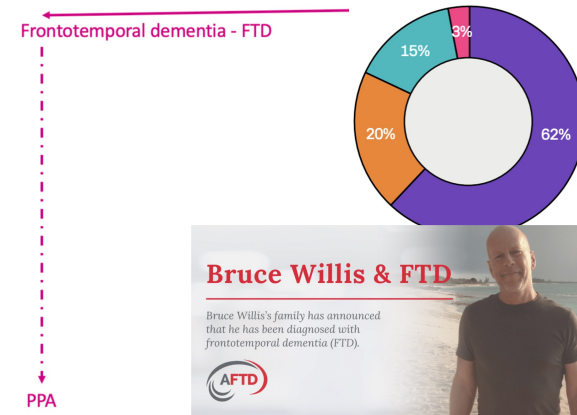 Frontotemporal dementia - FTD
3%
15%
20%
62%
Bruce Willis & FTD
Bruce Willis's family has announced
that he has been diagnosed with
frontotemporal dementia (FTD).
AFTD
PPA